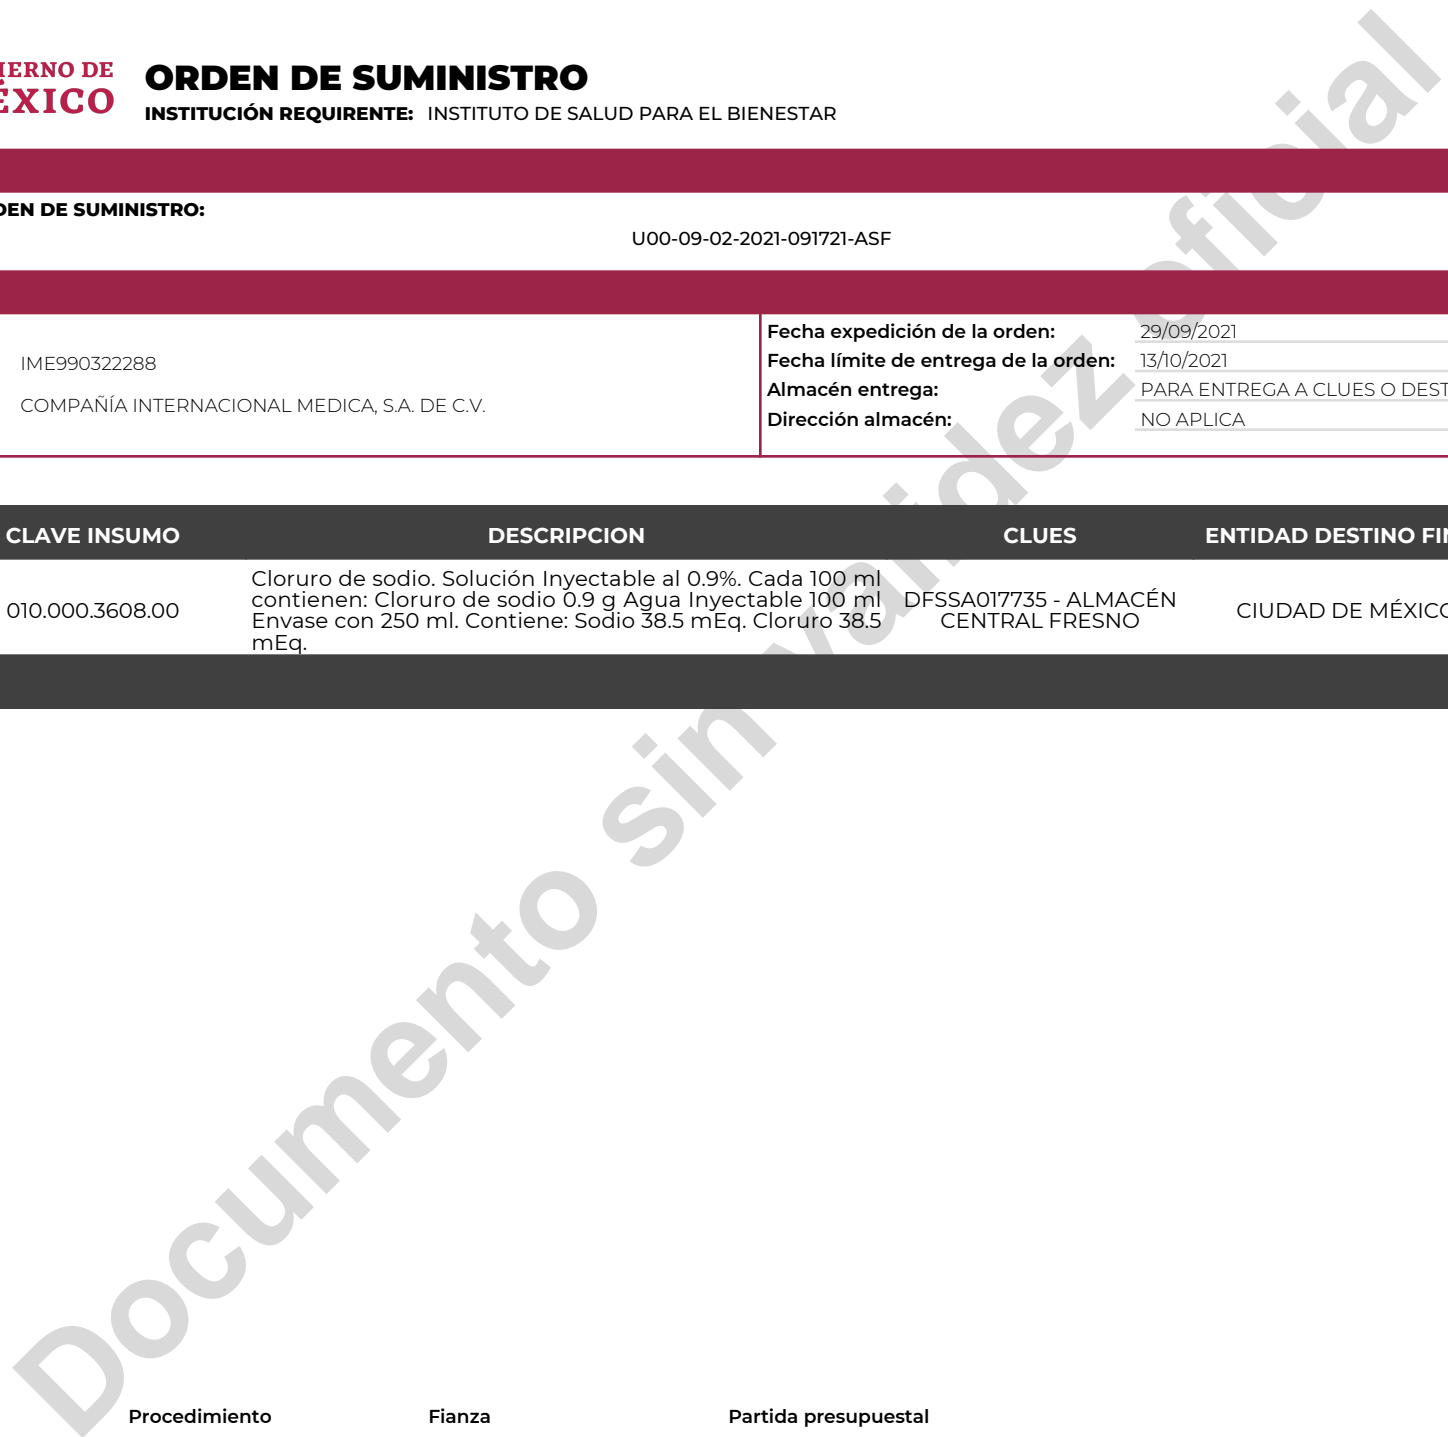 IERNO DE
ÉXICO
ORDEN DE SUMINISTRO
INSTITUCIÓN REQUIRENTE: INSTITUTO DE SALUD PARA EL BIENESTAR
DEN DE SUMINISTRO:
U00-09-02-2021-091721-ASF
IME990322288
COMPAÑÍA INTERNACIONAL MEDICA, S.A. DE C.V.
Fecha expedición de la orden: 29/09/2021
Fecha límite de entrega de la orden: 13/10/2021
Almacén entrega: PARA ENTREGA A CLUES O DEST
Dirección almacén: NO APLICA
CLAVE INSUMO DESCRIPCION CLUES ENTIDAD DESTINO FIN
010.000.3608.00
Cloruro de sodio. Solución Inyectable al 0.9%. Cada 100 ml
contienen: Cloruro de sodio 0.9 g Agua Inyectable 100 ml
Envase con 250 ml. Contiene: Sodio 38.5 mEq. Cloruro 38.5
mEq.
DFSSA017735 - ALMACÉN
CENTRAL FRESNO
CIUDAD DE MÉXICO
Documento sin validez oficial
Procedimiento Fianza Partida presupuestal